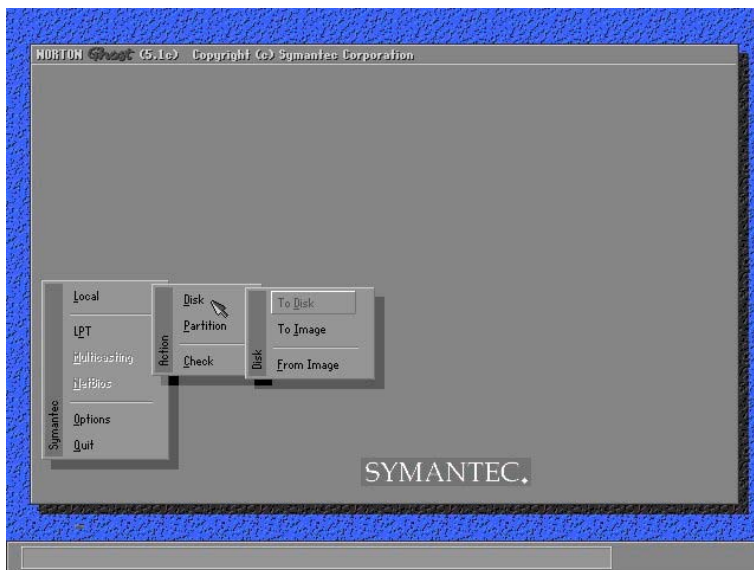 NORTON Ghost (5.1c) Copyright (c) Symantec Corporation
Local
LPT
Multicasting
NetBios
Options
Quit
Symantec
Disk
Partition
Check
Action
To Disk
To Image
From Image
Disk
SYMANTEC.